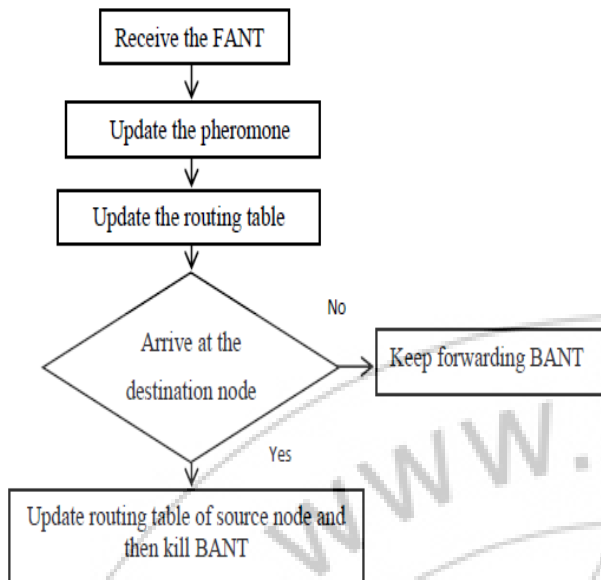 Receive the FANT
Update the pheromone
Update the routing table
No
Arrive at the
destination node
Keep forwarding BANT
Yes
Update routing table of source node and
then kill BANT
www.